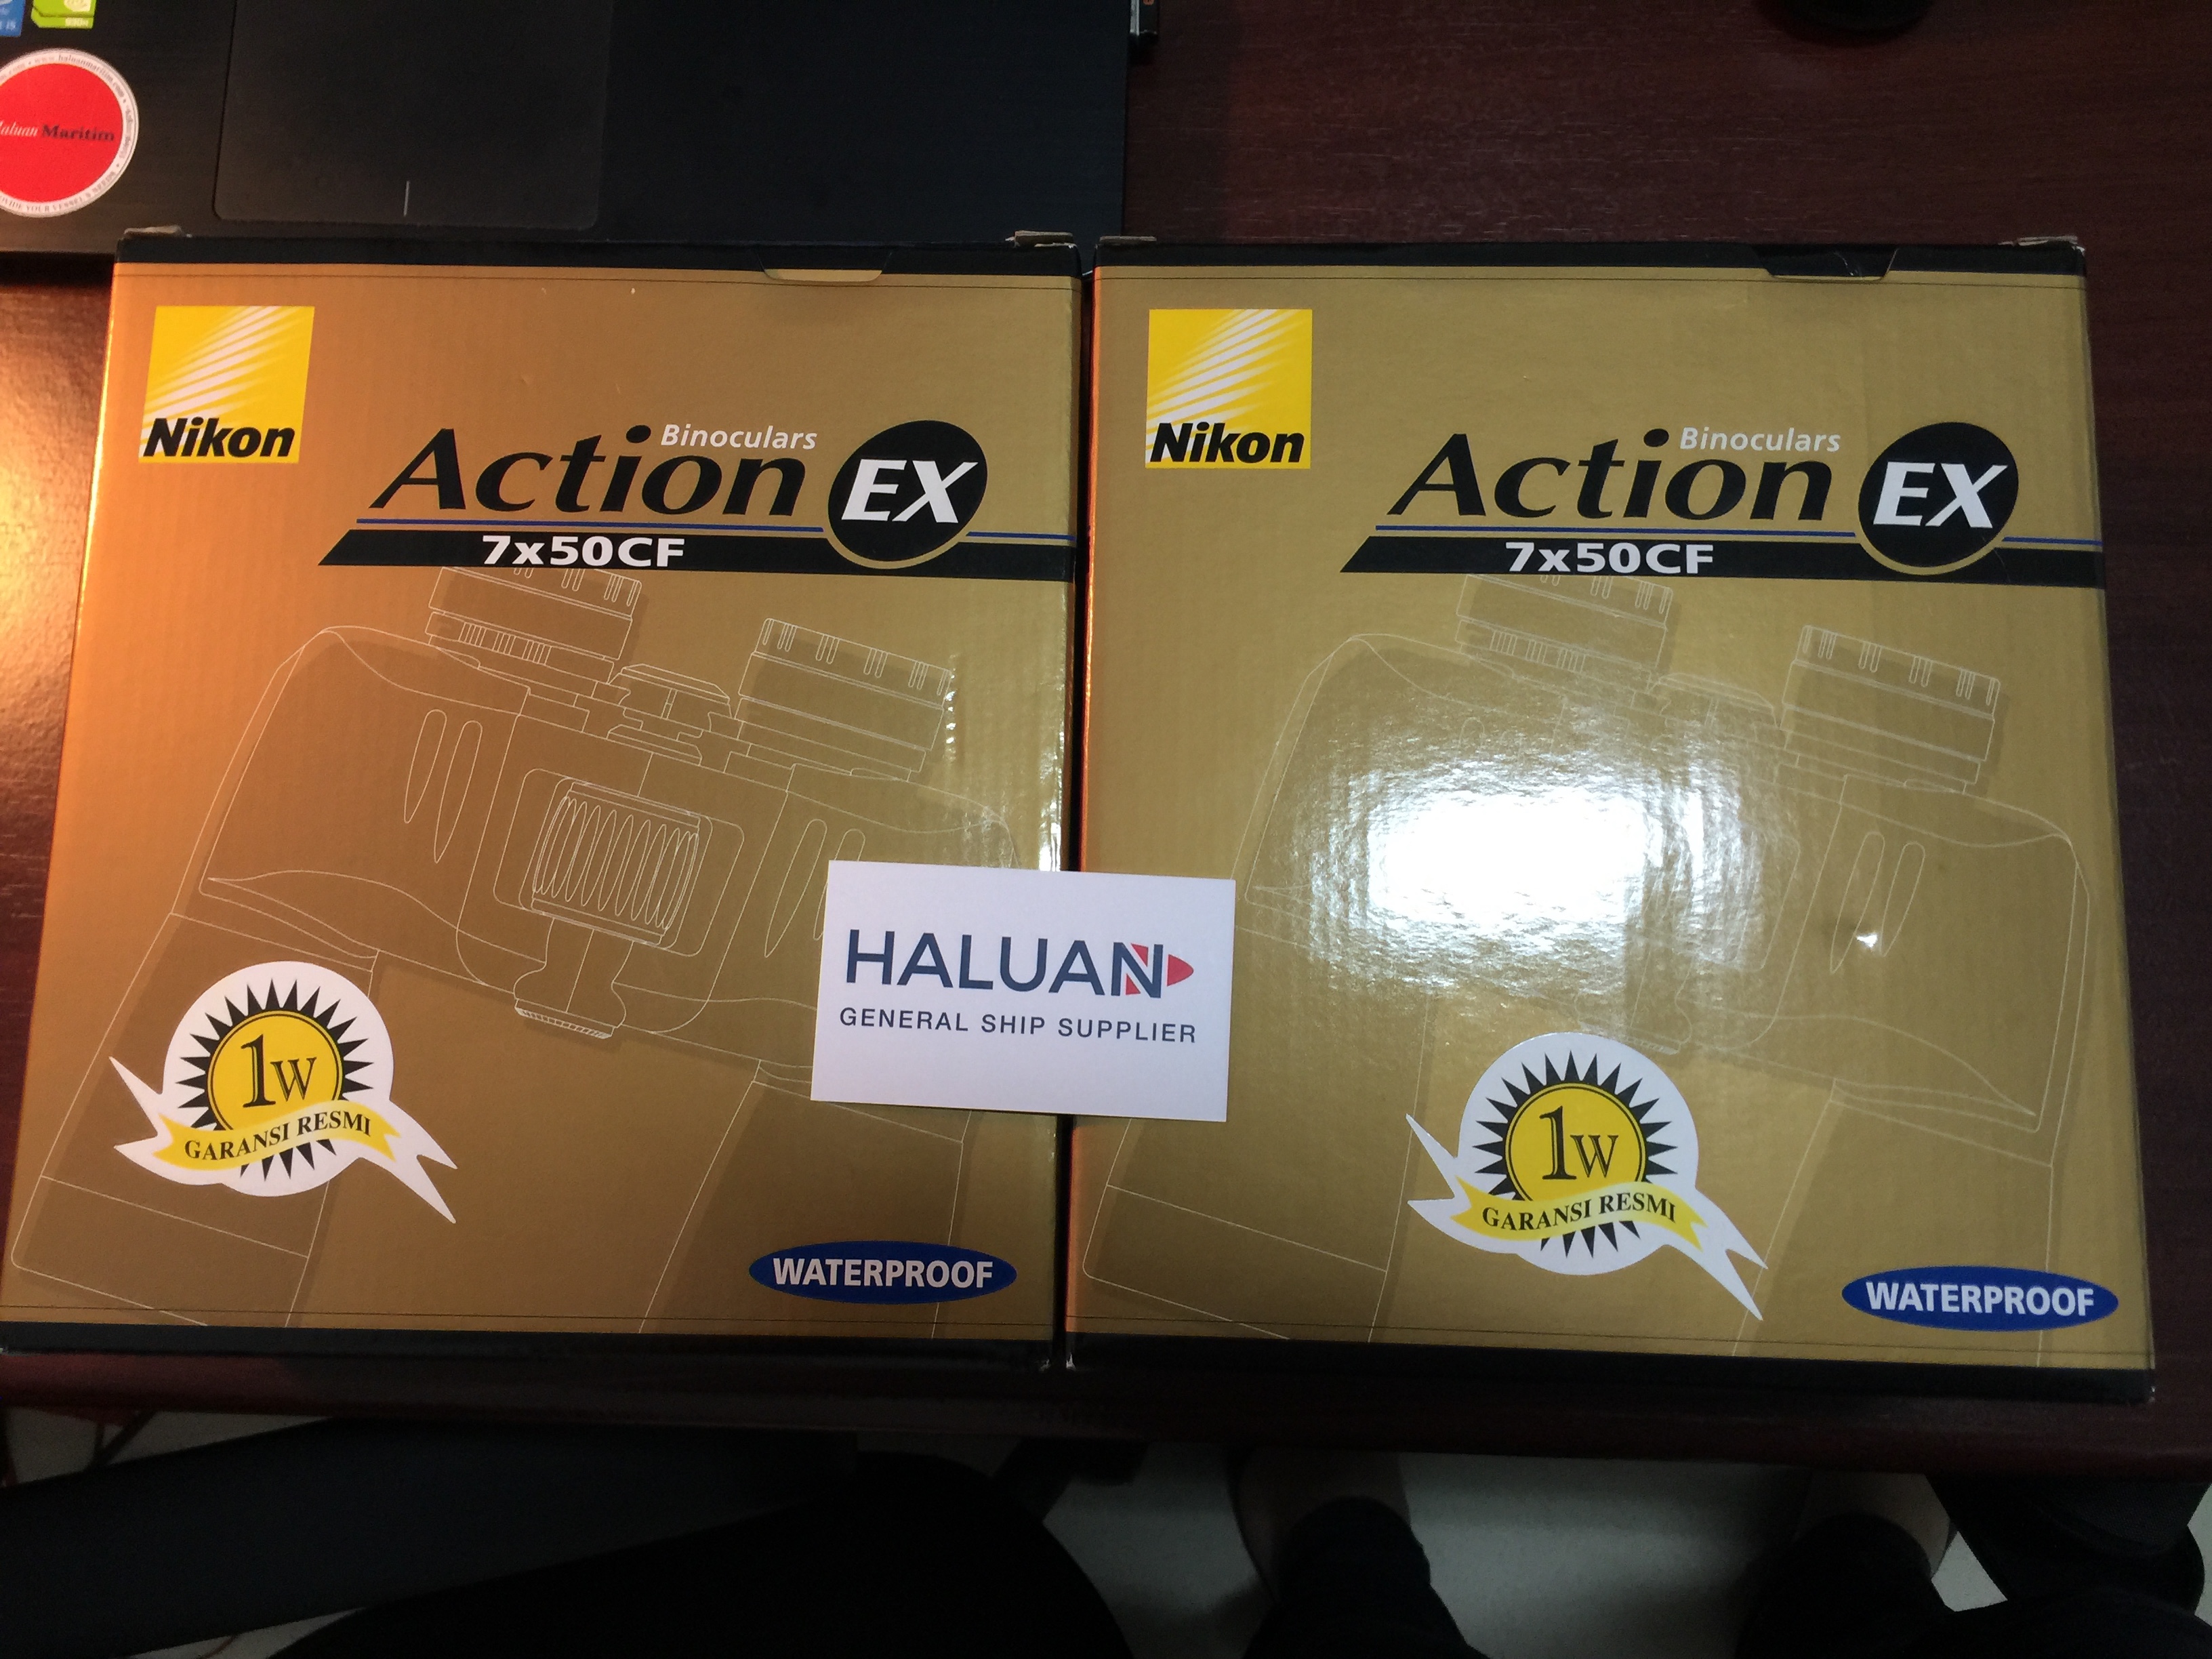 Maritim
Nikon
Binoculars
Action EX
7x50CF
1w
GARANSI RESMI
WATERPROOF
HALUAN
GENERAL SHIP SUPPLIER
Nikon
Binoculars
Action EX
7x50CF
1w
GARANSI RESMI
WATERPROOF